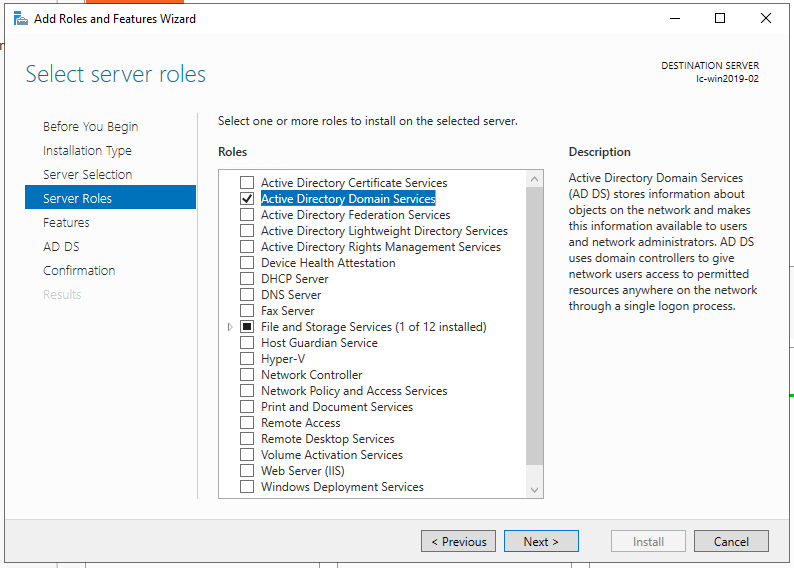 Add Roles and Features Wizard
Select server roles
DESTINATION SERVER
lc-win2019-02
Before You Begin
Installation Type
Server Selection
Server Roles
Features
AD DS
Confirmation
Results
Select one or more roles to install on the selected server.
Roles
Active Directory Certificate Services
Active Directory Domain Services
Active Directory Federation Services
Active Directory Lightweight Directory Services
Active Directory Rights Management Services
Device Health Attestation
DHCP Server
DNS Server
Fax Server
File and Storage Services (1 of 12 installed)
Host Guardian Service
Hyper-V
Network Controller
Network Policy and Access Services
Print and Document Services
Remote Access
Remote Desktop Services
Volume Activation Services
Web Server (IIS)
Windows Deployment Services
Description
Active Directory Domain Services
(AD DS) stores information about
objects on the network and makes
this information available to users
and network administrators. AD DS
uses domain controllers to give
network users access to permitted
resources anywhere on the network
through a single logon process.
< Previous
Next >
Install
Cancel